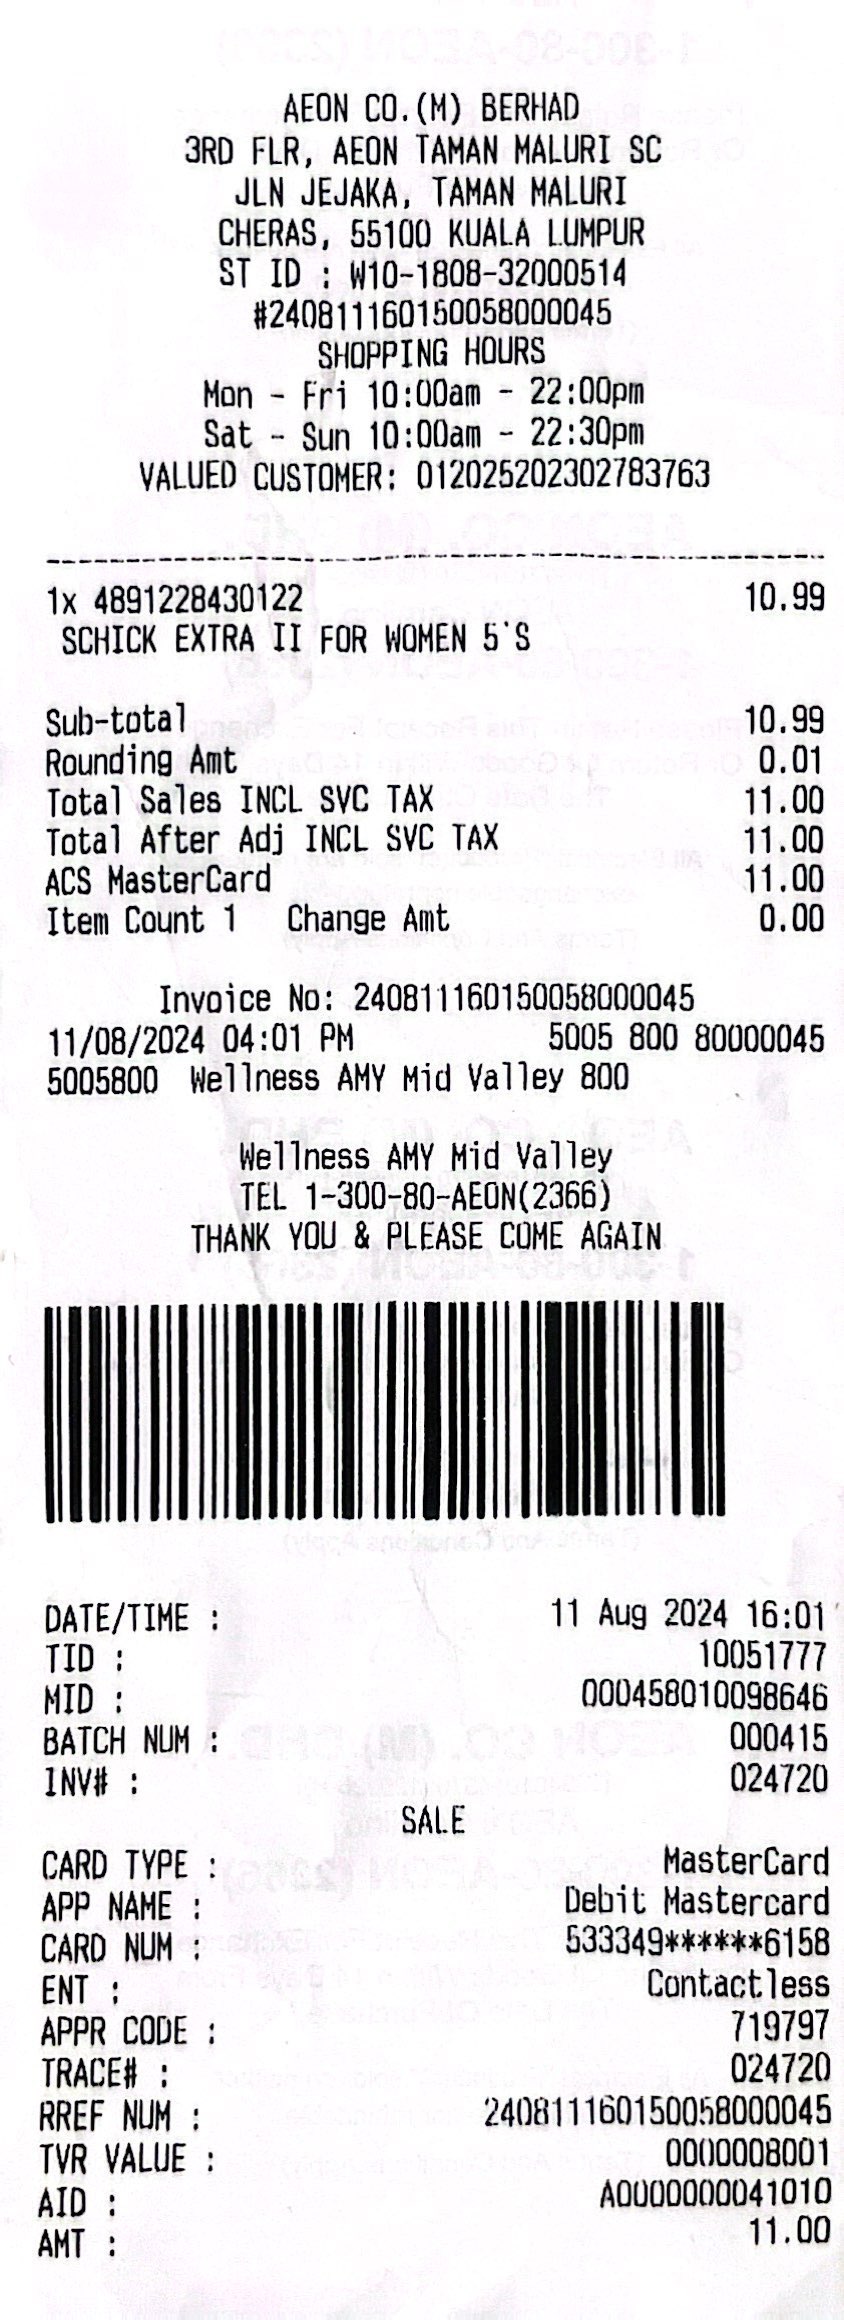 AEON CO.(M) BERHAD
3RD FLR, AEON TAMAN MALURI SC
JLN JEJAKA, TAMAN MALURI
CHERAS, 55100 KUALA LUMPUR
ST ID : W10-1808-32000514
#240811160150058000045
SHOPPING HOURS
Mon - Fri 10:00am - 22:00pm
Sat - Sun 10:00am - 22:30pm
VALUED CUSTOMER: 012025202302783763
1x 4891228430122 10.99
SCHICK EXTRA II FOR WOMEN 5'S
Sub-total 10.99
Rounding Amt 0.01
Total Sales INCL SVC TAX 11.00
Total After Adj INCL SVC TAX 11.00
ACS MasterCard 11.00
Item Count 1 Change Amt 0.00
Invoice No: 240811160150058000045
11/08/2024 04:01 PM 5005 800 80000045
5005800 Wellness AMY Mid Valley 800
Wellness AMY Mid Valley
TEL 1-300-80-AEON(2366)
THANK YOU & PLEASE COME AGAIN
DATE/TIME : 11 Aug 2024 16:01
TID : 10051777
MID : 000458010098646
BATCH NUM : 000415
INV# : 024720
SALE
CARD TYPE : MasterCard
APP NAME : Debit Mastercard
CARD NUM : 533349******6158
ENT : Contactless
APPR CODE : 719797
TRACE# : 024720
RREF NUM : 240811160150058000045
TVR VALUE : 0000008001
AID : A0000000041010
AMT : 11.00